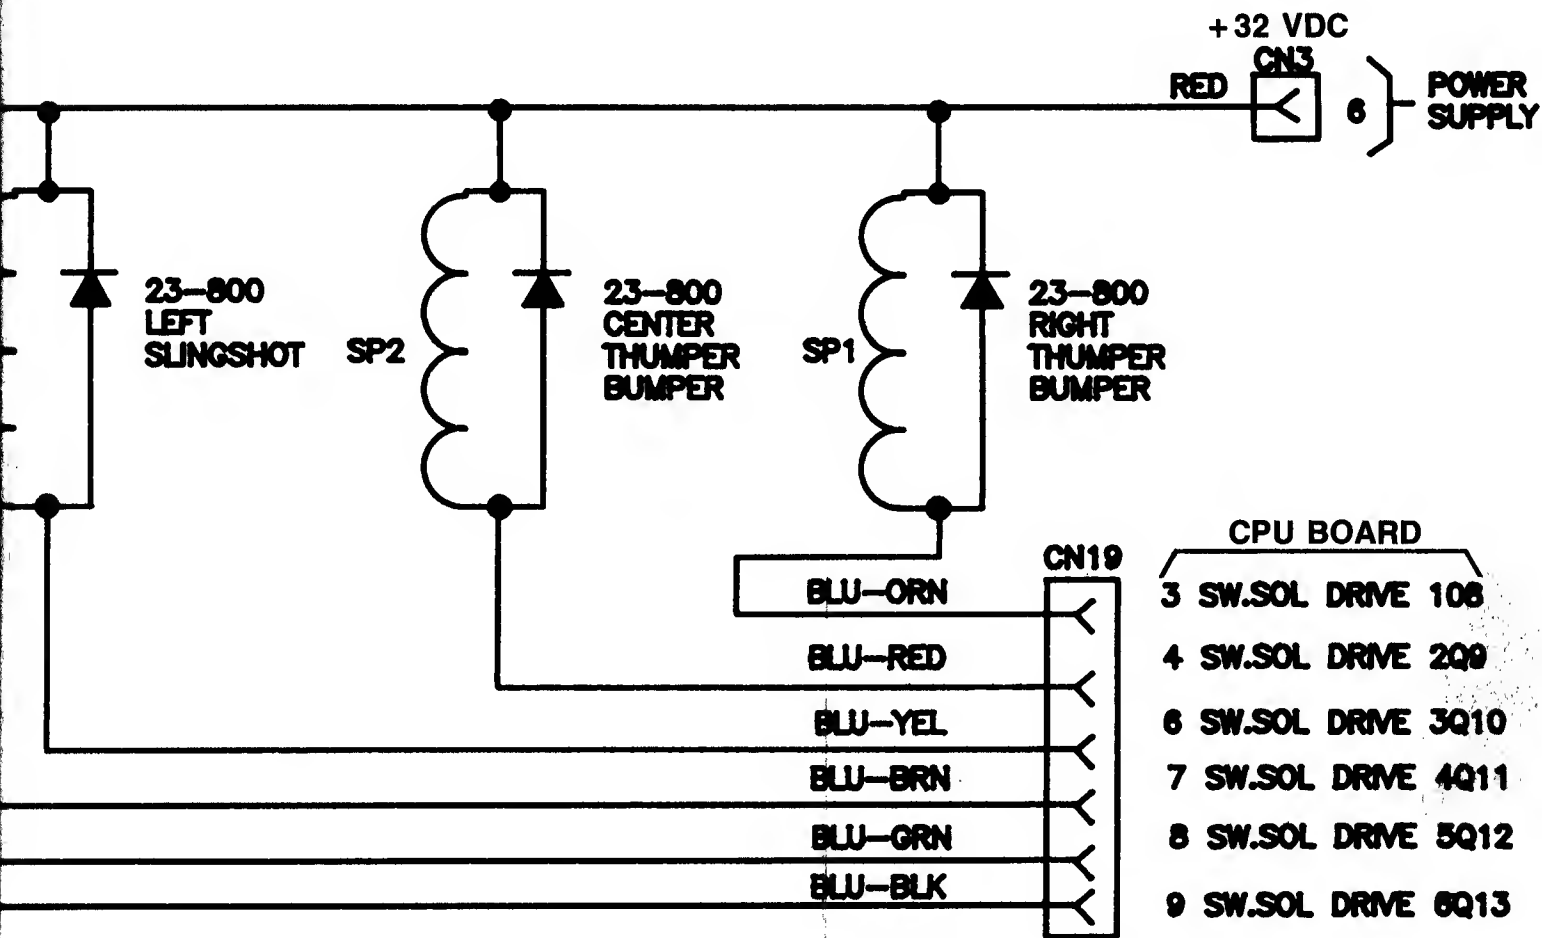 +32 VDC
CN3
RED
6
POWER
SUPPLY
23-800
LEFT
SLINGSHOT
SP2
23-800
CENTER
THUMPER
BUMPER
SP1
23-800
RIGHT
THUMPER
BUMPER
CPU BOARD
CN19
BLU-ORN
3 SW.SOL DRIVE 1Q8
BLU-RED
4 SW.SOL DRIVE 2Q9
BLU-YEL
6 SW.SOL DRIVE 3Q10
BLU-BRN
7 SW.SOL DRIVE 4Q11
BLU-GRN
8 SW.SOL DRIVE 5Q12
BLU-BLK
9 SW.SOL DRIVE 6Q13